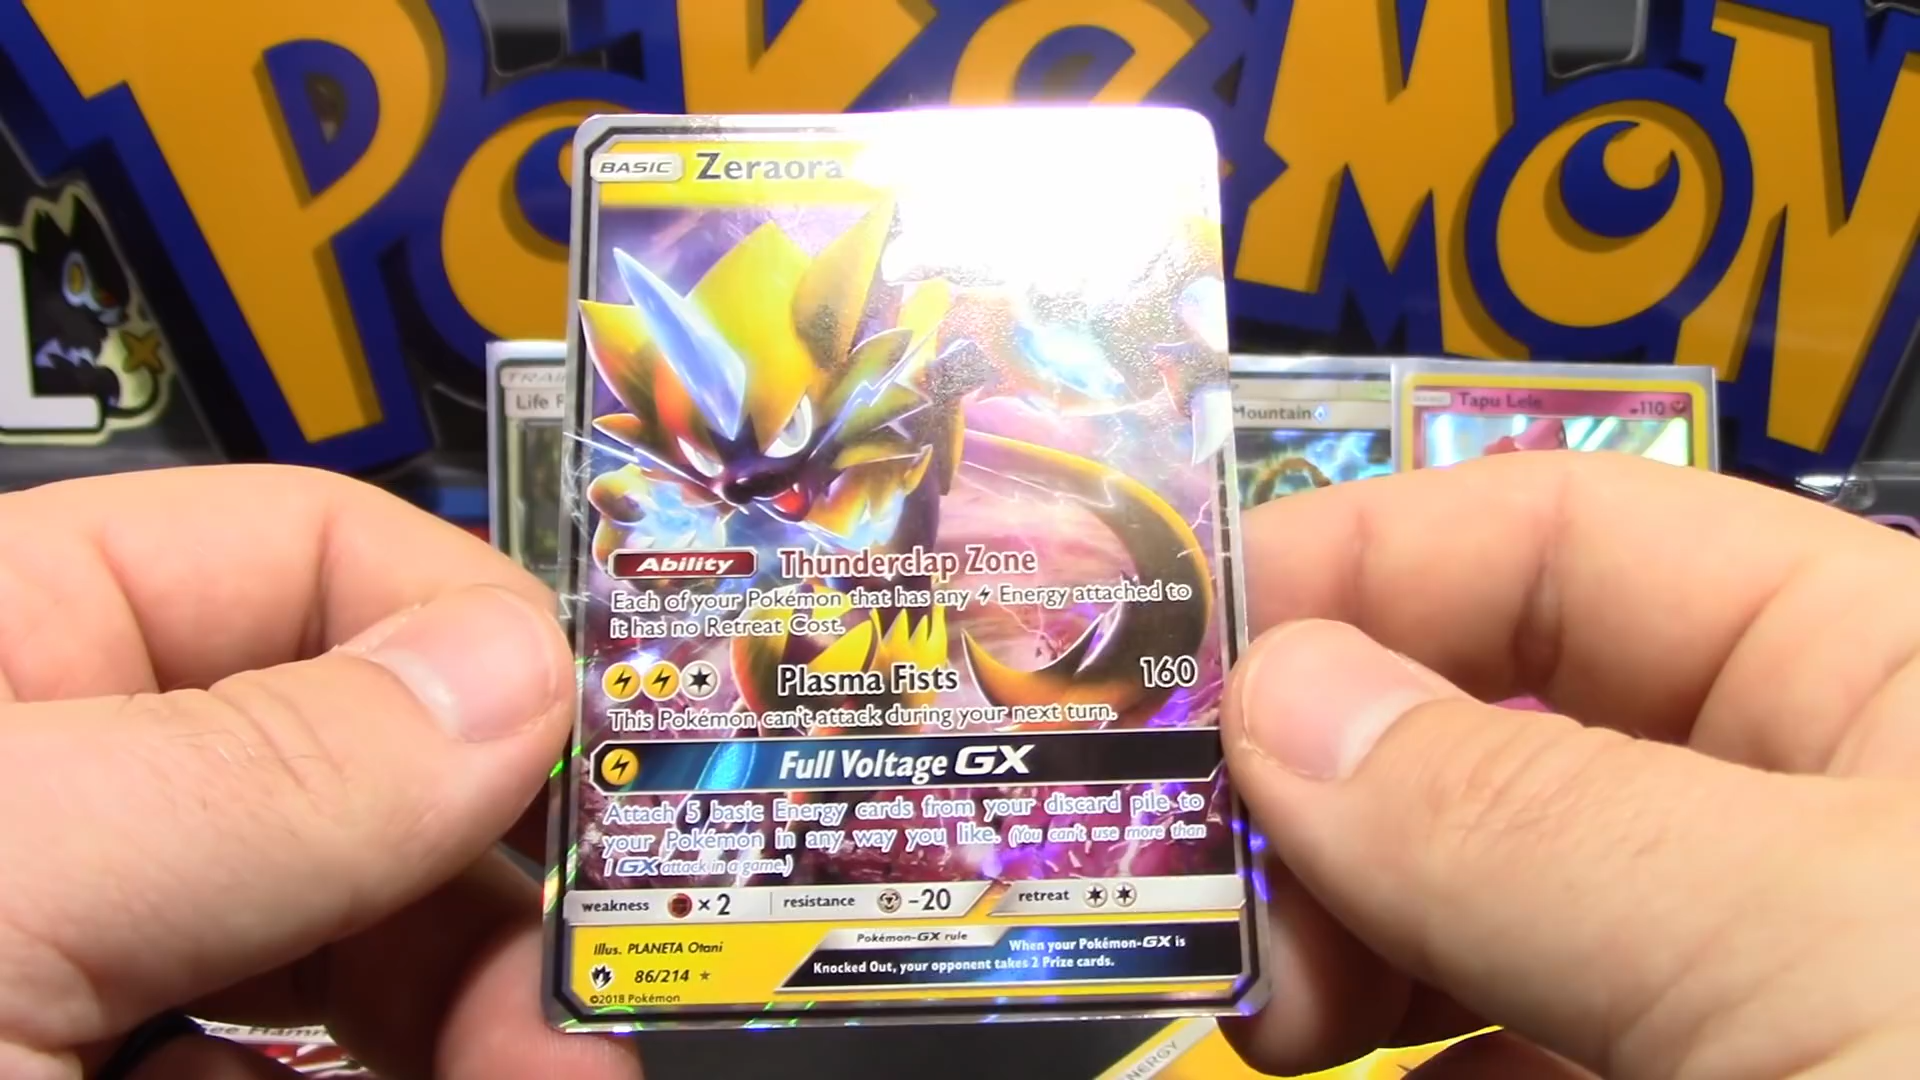 POKéMON
L
BASIC Zeraora
TRAI
Life F
Mountain
Tapu Lele 110
Ability Thunderclap Zone
Each of your Pokémon that has any Energy attached to
it has no Retreat Cost.
Plasma Fists 160
This Pokémon can't attack during your next turn.
Full Voltage GX
Attach 5 basic Energy cards from your discard pile to
your Pokémon in any way you like. (You can't use more than
1 GX attack in a game.)
weakness ×2 resistance -20 retreat
Illus. PLANETA Otani
Pokémon-GX rule
When your Pokémon-GX is
Knocked Out, your opponent takes 2 Prize cards.
86/214
©2018 Pokémon
ENERGY